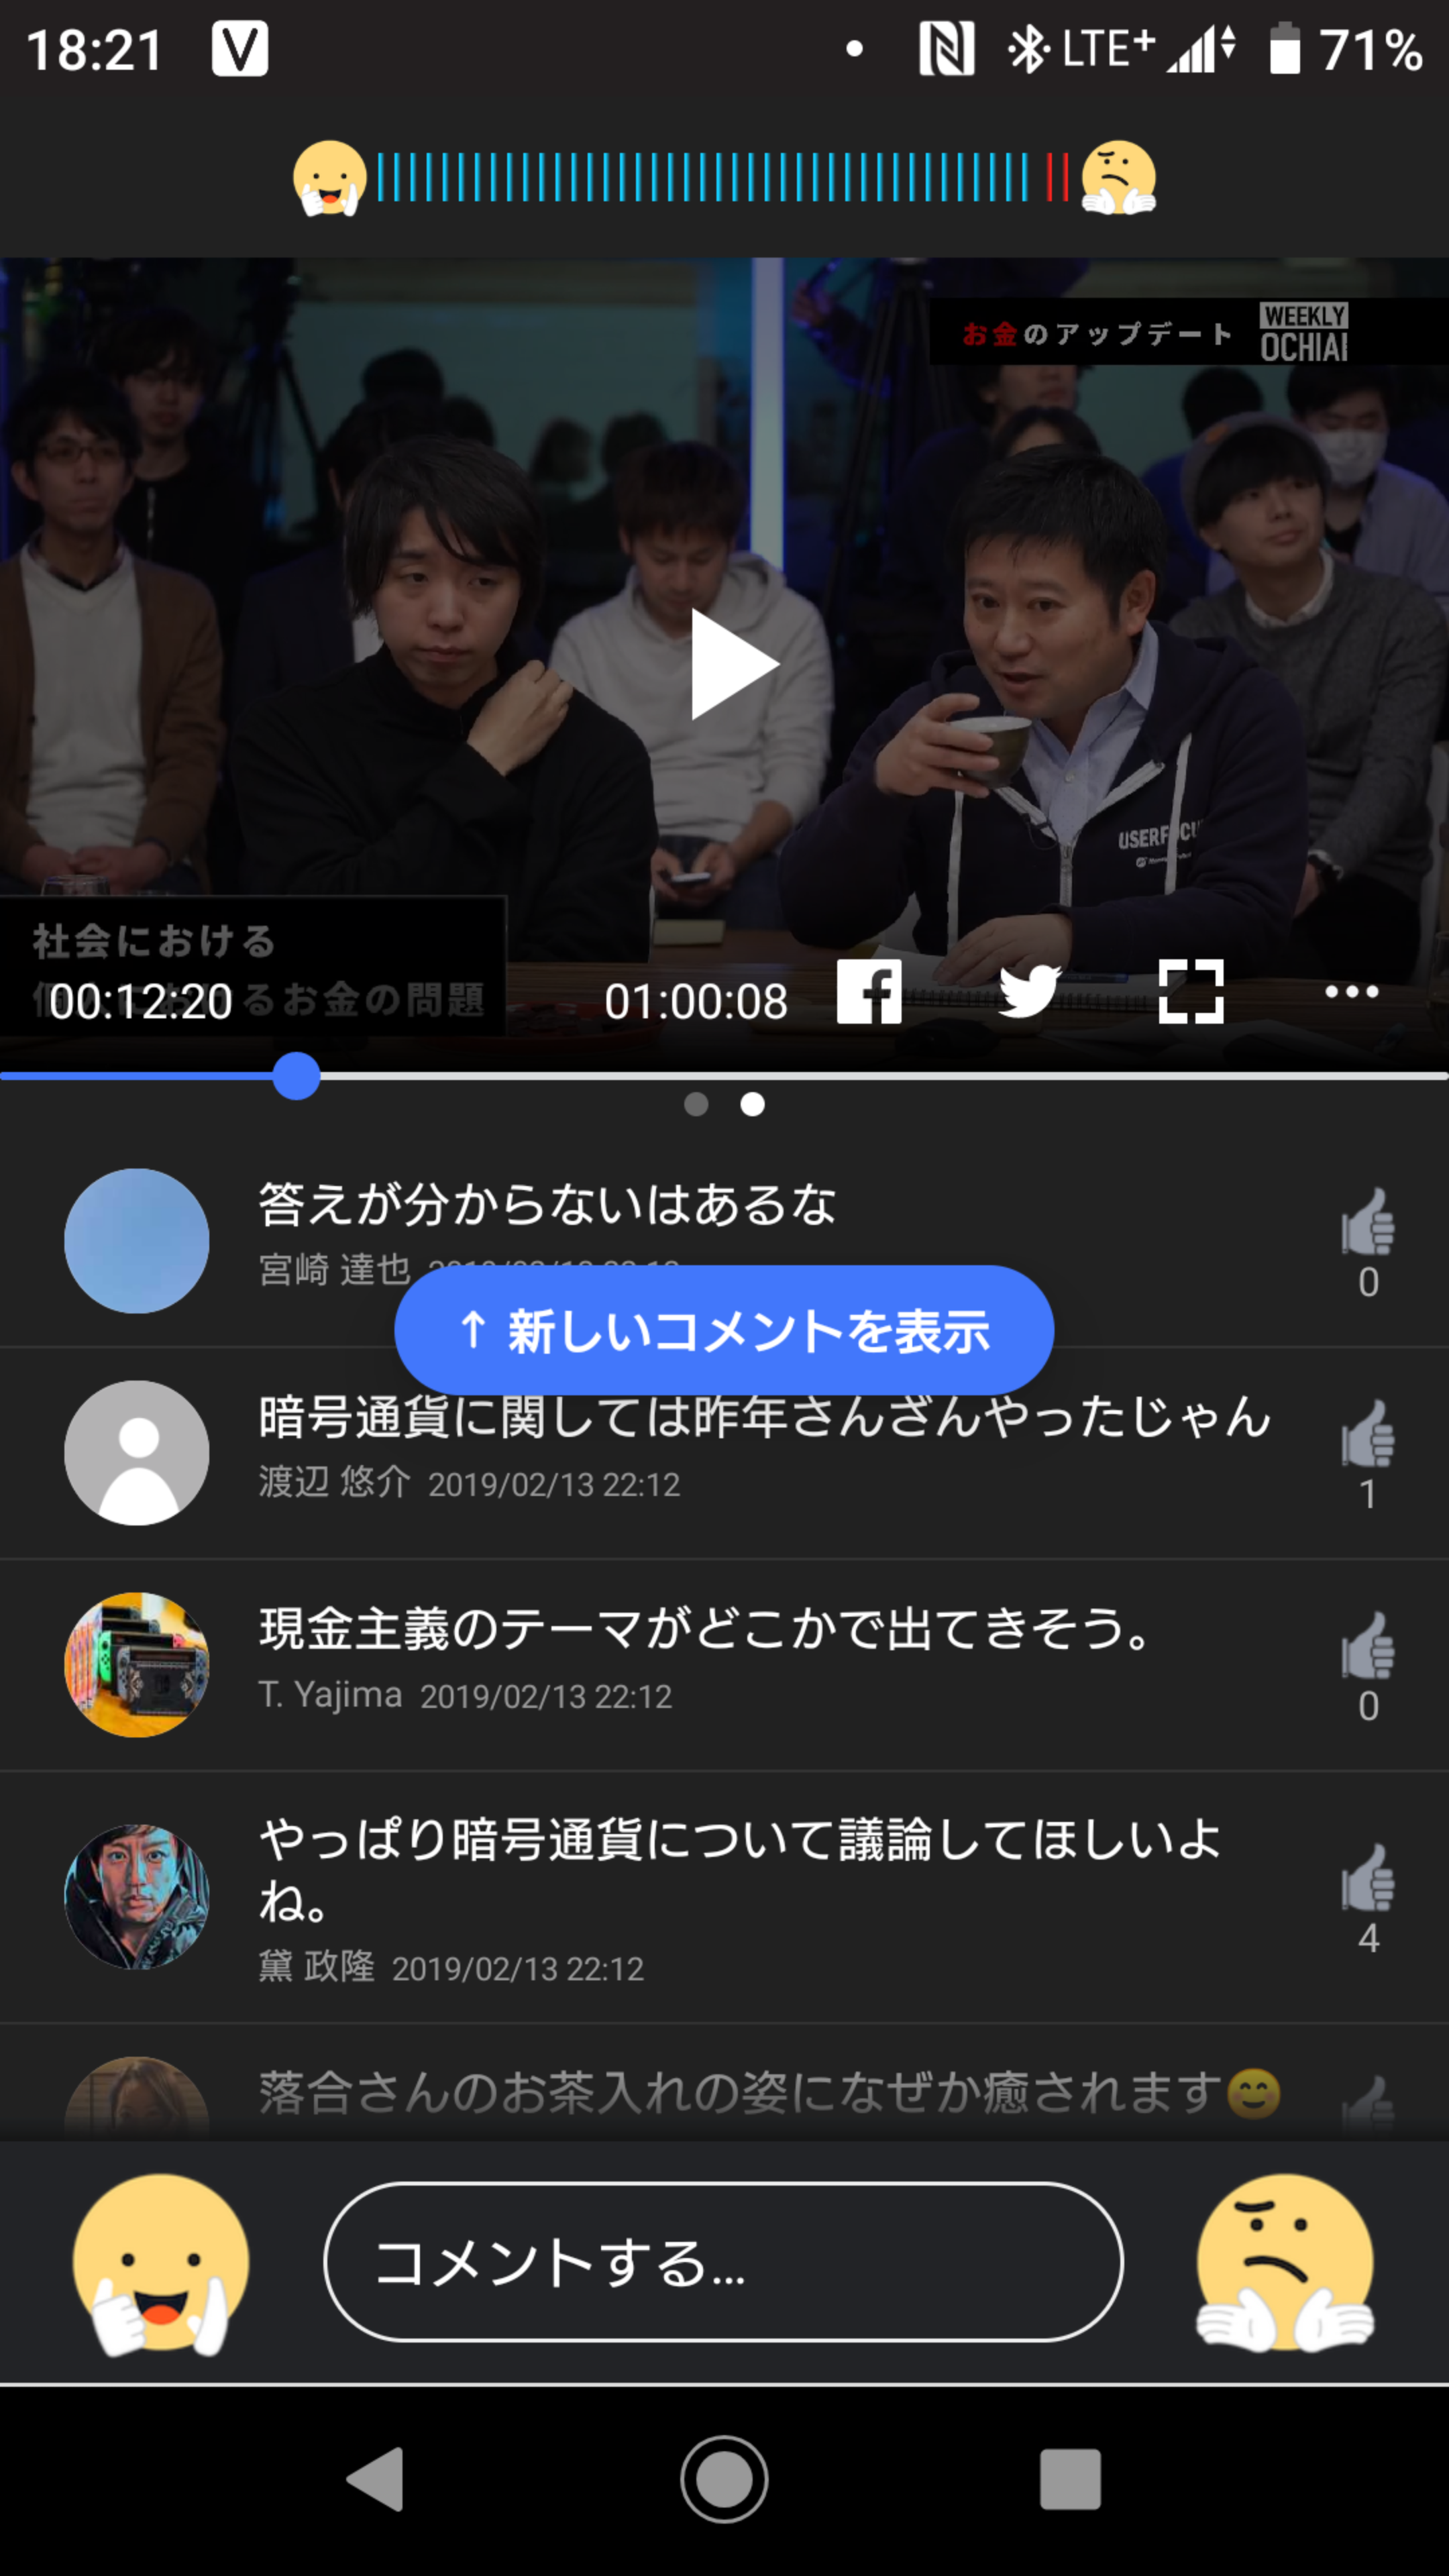 18:21
LTE+
71%
お金のアップデート
WEEKLY
OCHIAI
USERF
社会における
るお金の問題
00:12:20
01:00:08
答えが分からないはあるな
宮崎 達也
↑ 新しいコメントを表示
暗号通貨に関しては昨年さんざんやったじゃん
渡辺 悠介 2019/02/13 22:12
現金主義のテーマがどこかで出てきそう。
T. Yajima 2019/02/13 22:12
やっぱり暗号通貨について議論してほしいよ
ね。
黛 政隆 2019/02/13 22:12
落合さんのお茶入れの姿になぜか癒されます😊
0
1
0
4
コメントする...